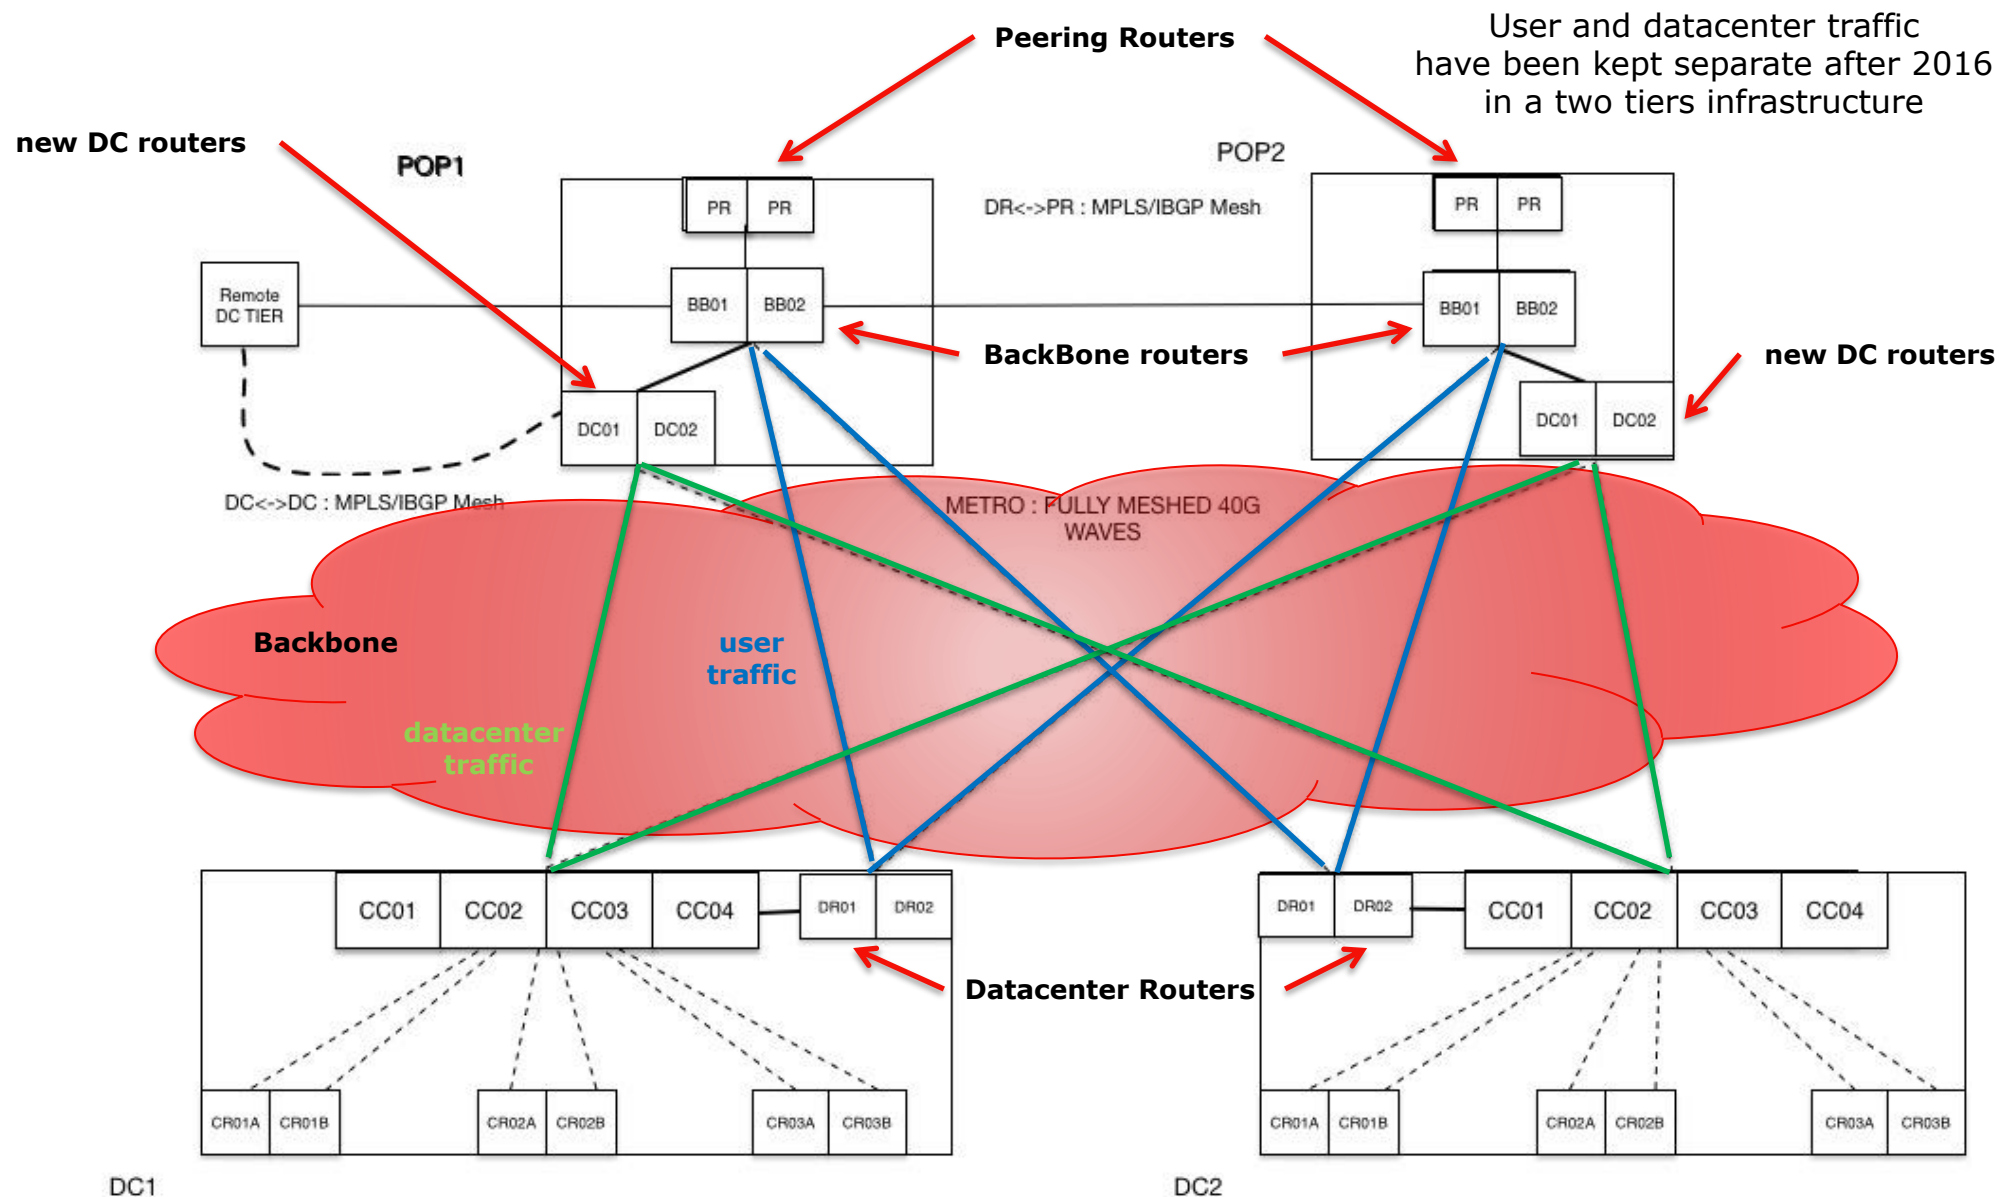 Peering Routers
User and datacenter traffic
have been kept separate after 2016
in a two tiers infrastructure
new DC routers
POP1
POP2
PR PR
DR<->PR : MPLS/IBGP Mesh
PR PR
Remote
DC TIER
BB01 BB02
BB01 BB02
BackBone routers
new DC routers
DC01 DC02
DC01 DC02
DC<->DC : MPLS/IBGP Mesh
METRO : FULLY MESHED 40G
WAVES
Backbone
user
traffic
datacenter
traffic
CC01 CC02 CC03 CC04 DR01 DR02
DR01 DR02 CC01 CC02 CC03 CC04
Datacenter Routers
CR01A CR01B CR02A CR02B CR03A CR03B
CR01A CR01B CR02A CR02B CR03A CR03B
DC1
DC2